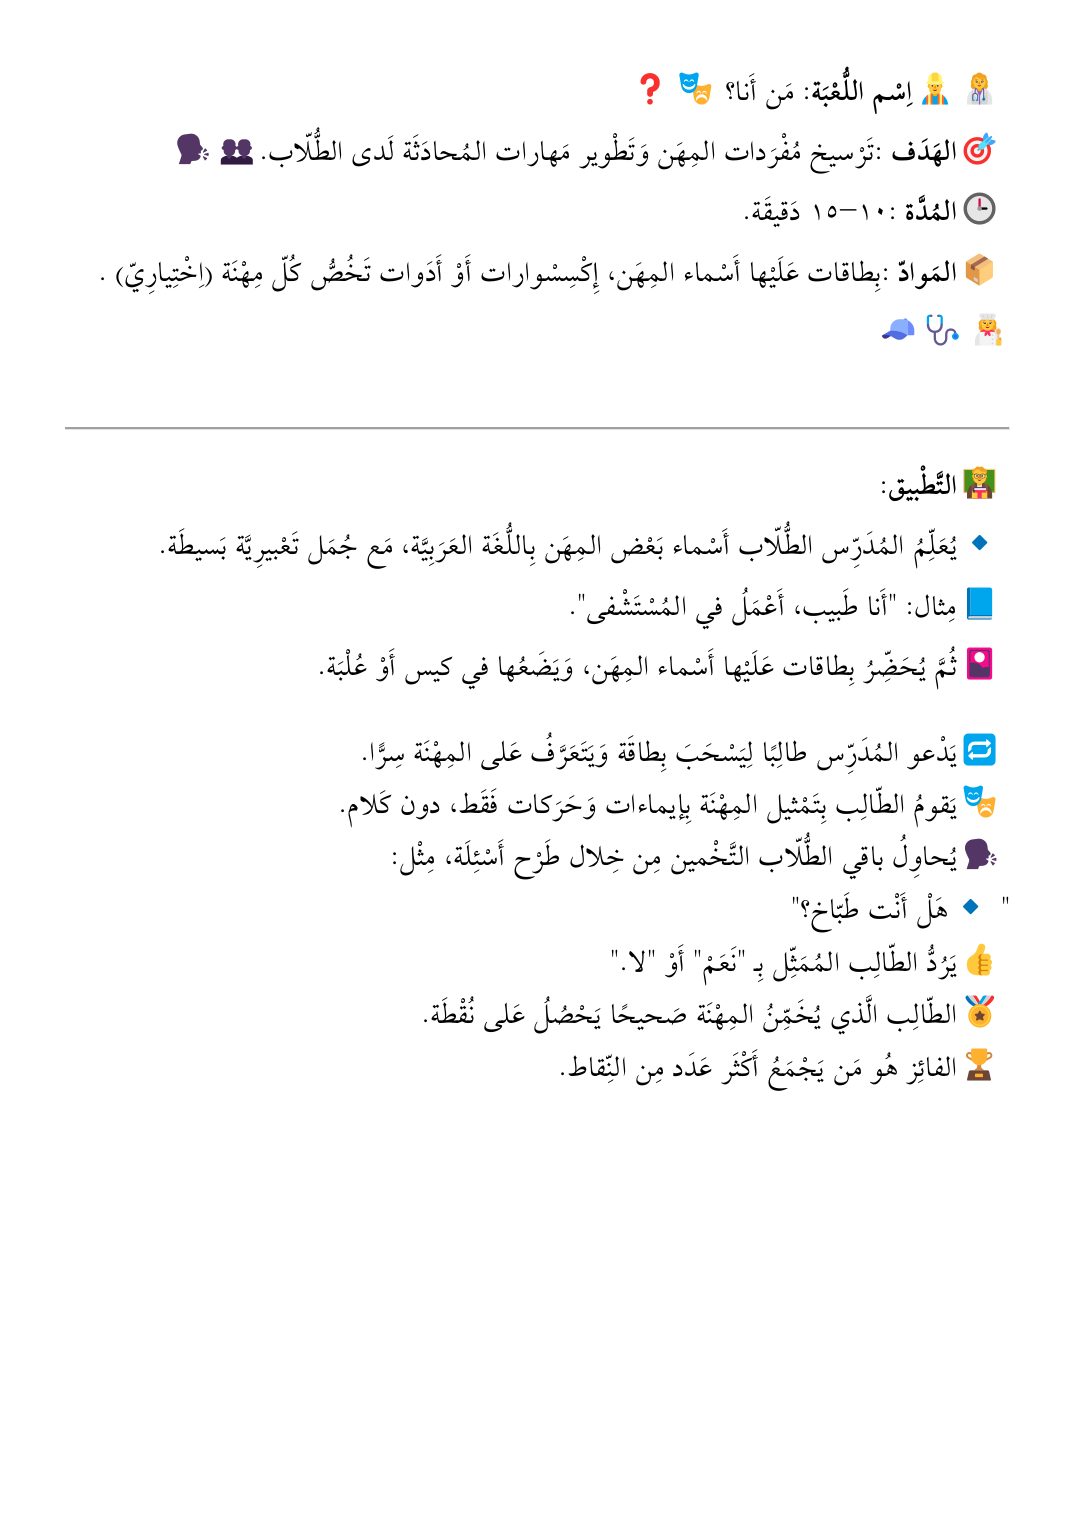 👩‍⚕️ 👷 اِسْم اللُّعْبَة: مَن أَنا؟ 🎭 ❓
🎯 الهَدَف :تَرْسيخ مُفْرَدات المِهَن وَتَطْوير مَهارات المُحادَثَة لَدى الطُّلّاب. 👥 🗣️
🕒 المُدَّة :١٠–١٥ دَقيقَة.
📦 المَوادّ :بِطاقات عَلَيْها أَسْماء المِهَن، إِكْسِسْوارات أَوْ أَدَوات تَخُصُّ كُلّ مِهْنَة (اِخْتِيارِيّ) .
👩‍🍳 🩺 🧢
👨‍🏫 التَّطْبيق:
🔹 يُعَلِّمُ المُدَرِّس الطُّلّاب أَسْماء بَعْض المِهَن بِاللُّغَة العَرَبِيَّة، مَع جُمَل تَعْبيرِيَّة بَسيطَة.
📘 مِثال: "أَنا طَبيب، أَعْمَلُ في المُسْتَشْفى".
🎴 ثُمَّ يُحَضِّرُ بِطاقات عَلَيْها أَسْماء المِهَن، وَيَضَعُها في كيس أَوْ عُلْبَة.
🔁 يَدْعو المُدَرِّس طالِبًا لِيَسْحَبَ بِطاقَة وَيَتَعَرَّفُ عَلى المِهْنَة سِرًّا.
🎭 يَقومُ الطّالِب بِتَمْثيل المِهْنَة بِإيماءات وَحَرَكات فَقَط، دون كَلام.
🗣️ يُحاوِلُ باقي الطُّلّاب التَّخْمين مِن خِلال طَرْح أَسْئِلَة، مِثْل:
" 🔹 هَلْ أَنْت طَبّاخ؟"
👍 يَرُدُّ الطّالِب المُمَثِّل بِـ "نَعَمْ" أَوْ "لا."
🏅 الطّالِب الَّذي يُخَمِّنُ المِهْنَة صَحيحًا يَحْصُلُ عَلى نُقْطَة.
🏆 الفائِز هُو مَن يَجْمَعُ أَكْثَر عَدَد مِن النِّقاط.